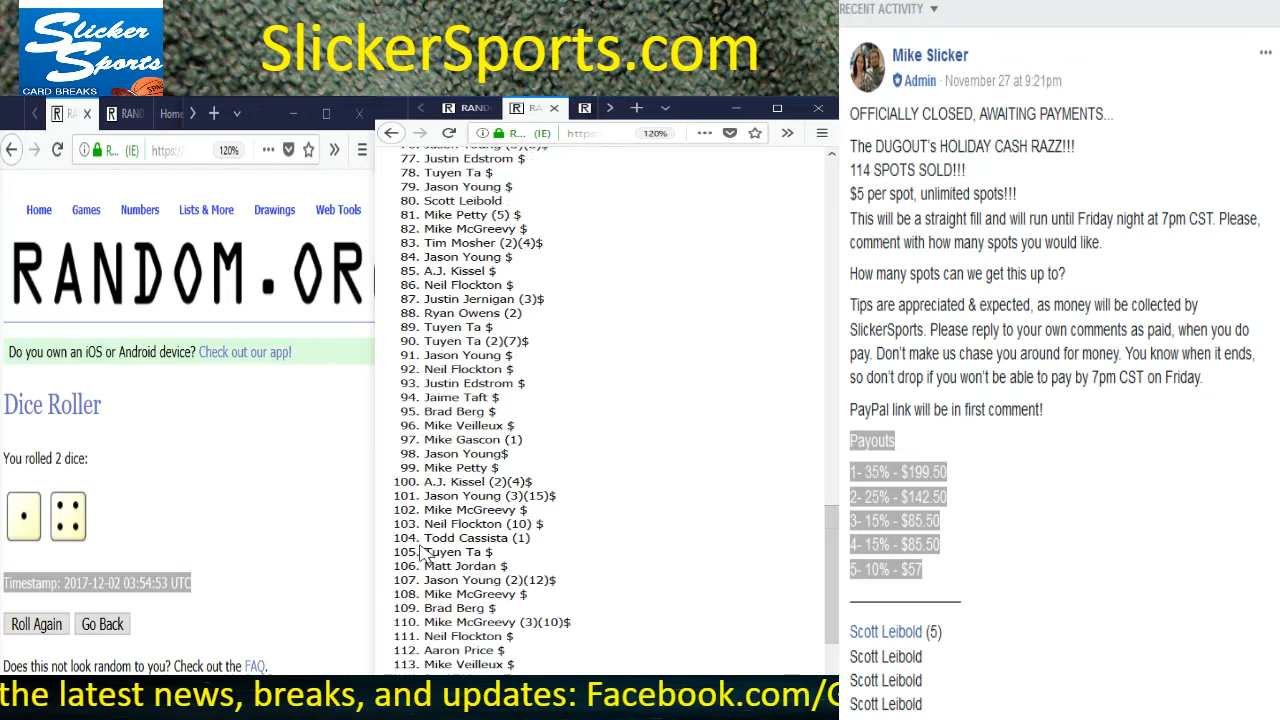 Slicker
Sports
CARD BREAKS
SlickerSports.com
RAND
Home
RAND
RA
R... (IE)
https:/
120%
R... (IE)
https:
120%
Home
Games
Numbers
Lists & More
Drawings
Web Tools
RANDOM.OR
Do you own an iOS or Android device? Check out our app!
Dice Roller
You rolled 2 dice:
Timestamp: 2017-12-02 03:54:53 UTC
Roll Again
Go Back
Does this not look random to you? Check out the FAQ.
77. Justin Edstrom $
78. Tuyen Ta $
79. Jason Young $
80. Scott Leibold
81. Mike Petty (5) $
82. Mike McGreevy $
83. Tim Mosher (2)(4)$
84. Jason Young $
85. A.J. Kissel $
86. Neil Flockton $
87. Justin Jernigan (3)$
88. Ryan Owens (2)
89. Tuyen Ta $
90. Tuyen Ta (2)(7)$
91. Jason Young $
92. Neil Flockton $
93. Justin Edstrom $
94. Jaime Taft $
95. Brad Berg $
96. Mike Veilleux $
97. Mike Gascon (1)
98. Jason Young$
99. Mike Petty $
100. A.J. Kissel (2)(4)$
101. Jason Young (3)(15)$
102. Mike McGreevy $
103. Neil Flockton (10) $
104. Todd Cassista (1)
105. Tuyen Ta $
106. Matt Jordan $
107. Jason Young (2)(12)$
108. Mike McGreevy $
109. Brad Berg $
110. Mike McGreevy (3)(10)$
111. Neil Flockton $
112. Aaron Price $
113. Mike Veilleux $
RECENT ACTIVITY
Mike Slicker
Admin · November 27 at 9:21pm
OFFICIALLY CLOSED, AWAITING PAYMENTS...
The DUGOUT's HOLIDAY CASH RAZZ!!!
114 SPOTS SOLD!!!
$5 per spot, unlimited spots!!!
This will be a straight fill and will run until Friday night at 7pm CST. Please,
comment with how many spots you would like.
How many spots can we get this up to?
Tips are appreciated & expected, as money will be collected by
SlickerSports. Please reply to your own comments as paid, when you do
pay. Don't make us chase you around for money. You know when it ends,
so don't drop if you won't be able to pay by 7pm CST on Friday.
PayPal link will be in first comment!
Payouts
1- 35% - $199.50
2- 25% - $142.50
3- 15% - $85.50
4- 15% - $85.50
5- 10% - $57
Scott Leibold (5)
Scott Leibold
Scott Leibold
Scott Leibold
the latest news, breaks, and updates: Facebook.com/G